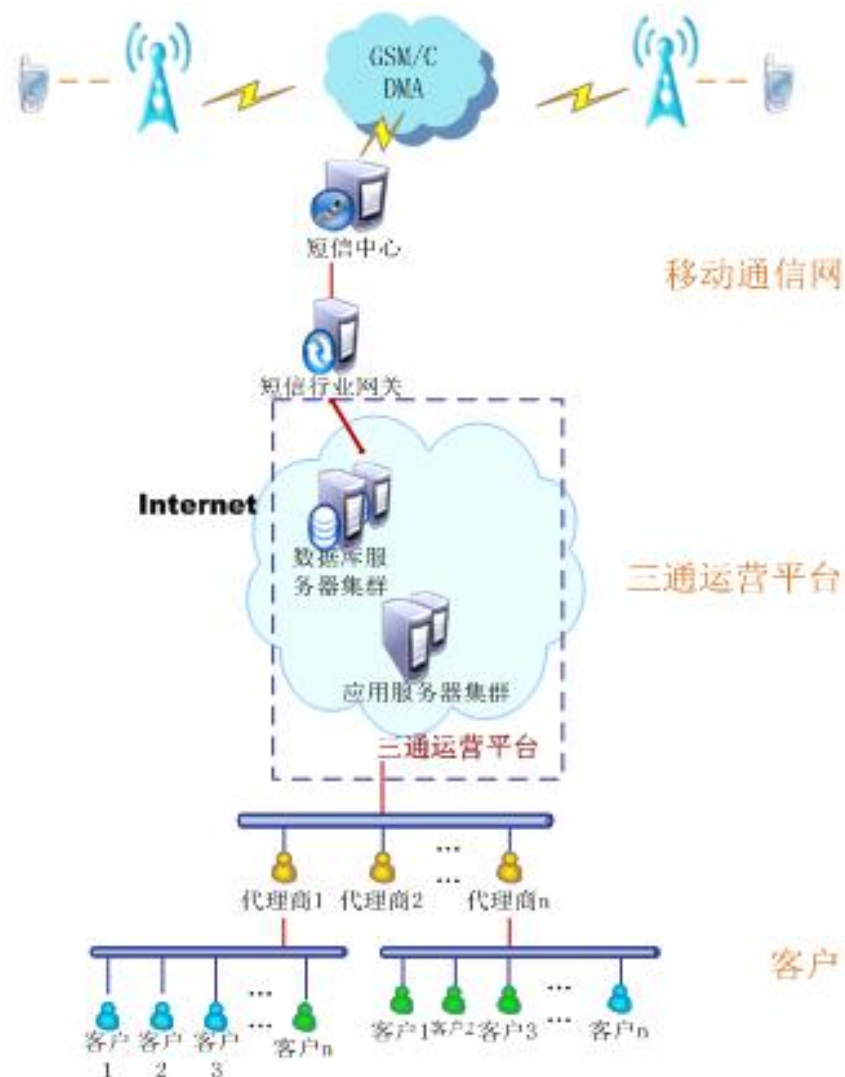 GSM/C
DMA
短信中心
移动通信网
短信行业网关
Internet
数据库服
务器集群
三通运营平台
应用服务器集群
三通运营平台
代理商1 代理商2 ... ... 代理商n
客户
客户
1
客户
2
客户
3
... ...
客户n
客户1
客户2
客户3
... ...
客户n